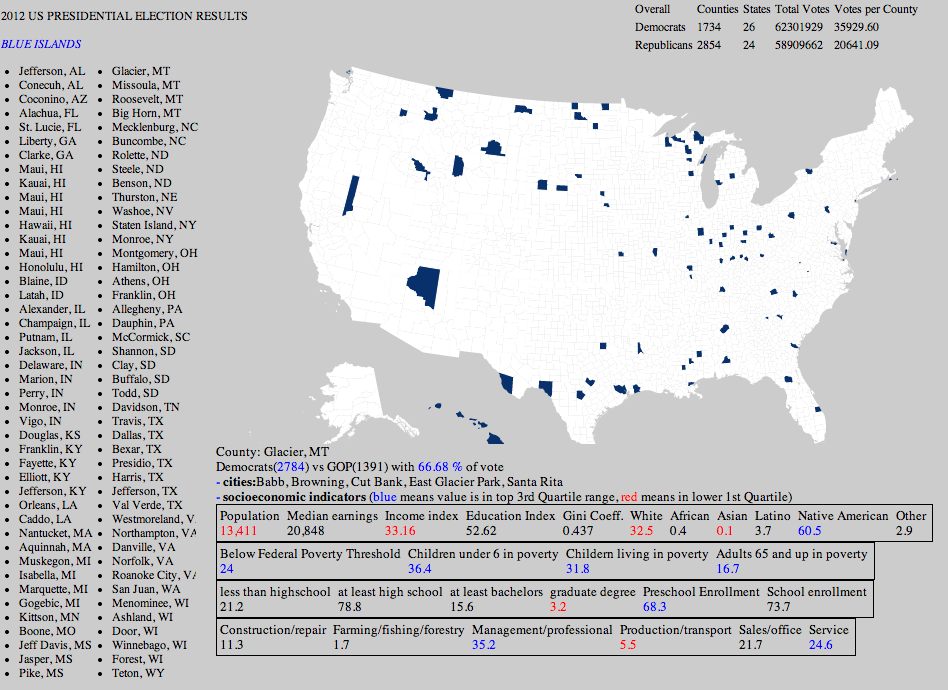 2012 US PRESIDENTIAL ELECTION RESULTS
Overall Counties States Total Votes Votes per County
Democrats 1734 26 62301929 35929.60
Republicans 2854 24 58909662 20641.09
BLUE ISLANDS
• Jefferson, AL • Glacier, MT
• Conecuh, AL • Missoula, MT
• Coconino, AZ • Roosevelt, MT
• Alachua, FL • Big Horn, MT
• St. Lucie, FL • Mecklenburg, NC
• Liberty, GA • Buncombe, NC
• Clarke, GA • Rolette, ND
• Maui, HI • Steele, ND
• Kauai, HI • Benson, ND
• Maui, HI • Thurston, NE
• Maui, HI • Washoe, NV
• Hawaii, HI • Staten Island, NY
• Kauai, HI • Monroe, NY
• Maui, HI • Montgomery, OH
• Honolulu, HI • Hamilton, OH
• Blaine, ID • Athens, OH
• Latah, ID • Franklin, OH
• Alexander, IL • Allegheny, PA
• Champaign, IL • Dauphin, PA
• Putnam, IL • McCormick, SC
• Jackson, IL • Shannon, SD
• Delaware, IN • Clay, SD
• Marion, IN • Buffalo, SD
• Perry, IN • Todd, SD
• Monroe, IN • Davidson, TN
• Vigo, IN • Travis, TX
• Douglas, KS • Dallas, TX
• Franklin, KY • Bexar, TX
• Fayette, KY • Presidio, TX
• Elliott, KY • Harris, TX
• Jefferson, KY • Jefferson, TX
• Orleans, LA • Val Verde, TX
• Caddo, LA • Westmoreland, V
• Nantucket, MA • Northampton, VA
• Aquinnah, MA • Danville, VA
• Muskegon, MI • Norfolk, VA
• Isabella, MI • Roanoke City, VA
• Marquette, MI • San Juan, WA
• Gogebic, MI • Menominee, WI
• Kittson, MN • Ashland, WI
• Boone, MO • Door, WI
• Jeff Davis, MS • Winnebago, WI
• Jasper, MS • Forest, WI
• Pike, MS • Teton, WY
County: Glacier, MT
Democrats(2784) vs GOP(1391) with 66.68 % of vote
- cities:Babb, Browning, Cut Bank, East Glacier Park, Santa Rita
- socioeconomic indicators (blue means value is in top 3rd Quartile range, red means in lower 1st Quartile)
Population Median earnings Income index Education Index Gini Coeff. White African Asian Latino Native American Other
13,411 20,848 33.16 52.62 0.437 32.5 0.4 0.1 3.7 60.5 2.9
Below Federal Poverty Threshold Children under 6 in poverty Childern living in poverty Adults 65 and up in poverty
24 36.4 31.8 16.7
less than highschool at least high school at least bachelors graduate degree Preschool Enrollment School enrollment
21.2 78.8 15.6 3.2 68.3 73.7
Construction/repair Farming/fishing/forestry Management/professional Production/transport Sales/office Service
11.3 1.7 35.2 5.5 21.7 24.6